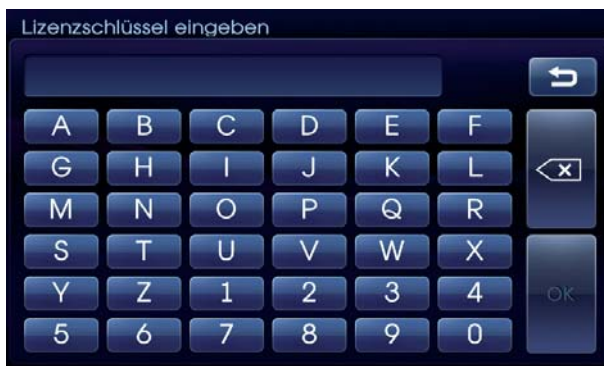 Lizenzschlüssel eingeben
A B C D E F
G H I J K L
M N O P Q R
S T U V W X
Y Z 1 2 3 4 OK
5 6 7 8 9 0